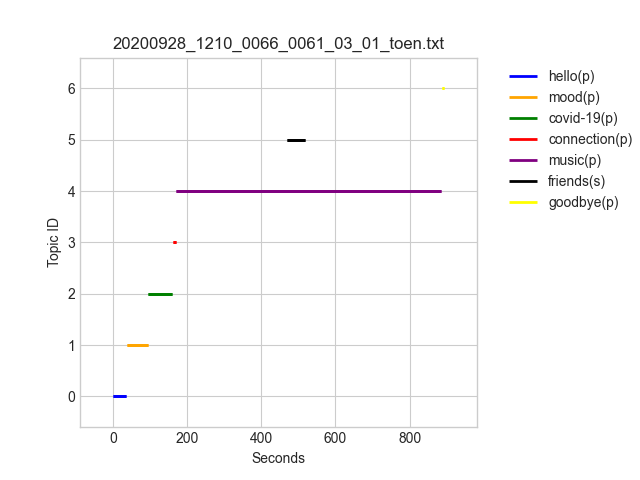 20200928_1210_0066_0061_03_01_toen.txt
hello(p)
mood(p)
covid-19(p)
connection(p)
music(p)
friends(s)
goodbye(p)
Topic ID
6
5
4
3
2
1
0
0 200 400 600 800
Seconds